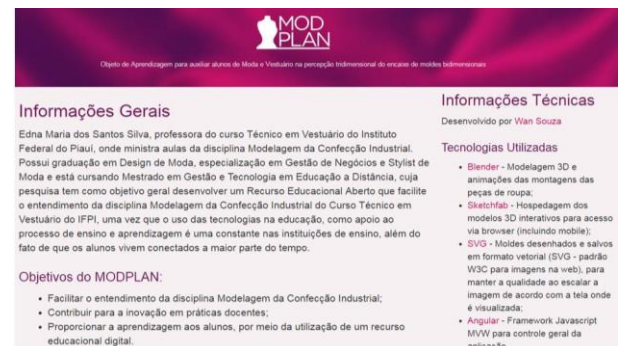 MOD
PLAN
Objeto de Aprendizagem para auxiliar alunos de Moda e Vestuário na percepção tridimensional do encaixe de moldes bidimensionais
Informações Gerais
Edna Maria dos Santos Silva, professora do curso Técnico em Vestuário do Instituto
Federal do Piauí, onde ministra aulas da disciplina Modelagem da Confecção Industrial.
Possui graduação em Design de Moda, especialização em Gestão de Negócios e Stylist de
Moda e está cursando Mestrado em Gestão e Tecnologia em Educação a Distância, cuja
pesquisa tem como objetivo geral desenvolver um Recurso Educacional Aberto que facilite
o entendimento da disciplina Modelagem da Confecção Industrial do Curso Técnico em
Vestuário do IFPI, uma vez que o uso das tecnologias na educação, como apoio ao
processo de ensino e aprendizagem é uma constante nas instituições de ensino, além do
fato de que os alunos vivem conectados a maior parte do tempo.
Objetivos do MODPLAN:
• Facilitar o entendimento da disciplina Modelagem da Confecção Industrial;
• Contribuir para a inovação em práticas docentes;
• Proporcionar a aprendizagem aos alunos, por meio da utilização de um recurso
educacional digital.
Informações Técnicas
Desenvolvido por Wan Souza
Tecnologias Utilizadas
• Blender - Modelagem 3D e
animações das montagens das
peças de roupa;
• Sketchfab - Hospedagem dos
modelos 3D interativos para acesso
via browser (incluindo mobile);
• SVG - Moldes desenhados e salvos
em formato vetorial (SVG - padrão
W3C para imagens na web), para
manter a qualidade ao escalar a
imagem de acordo com a tela onde
é visualizada;
• Angular - Framework Javascript
MVW para controle geral da